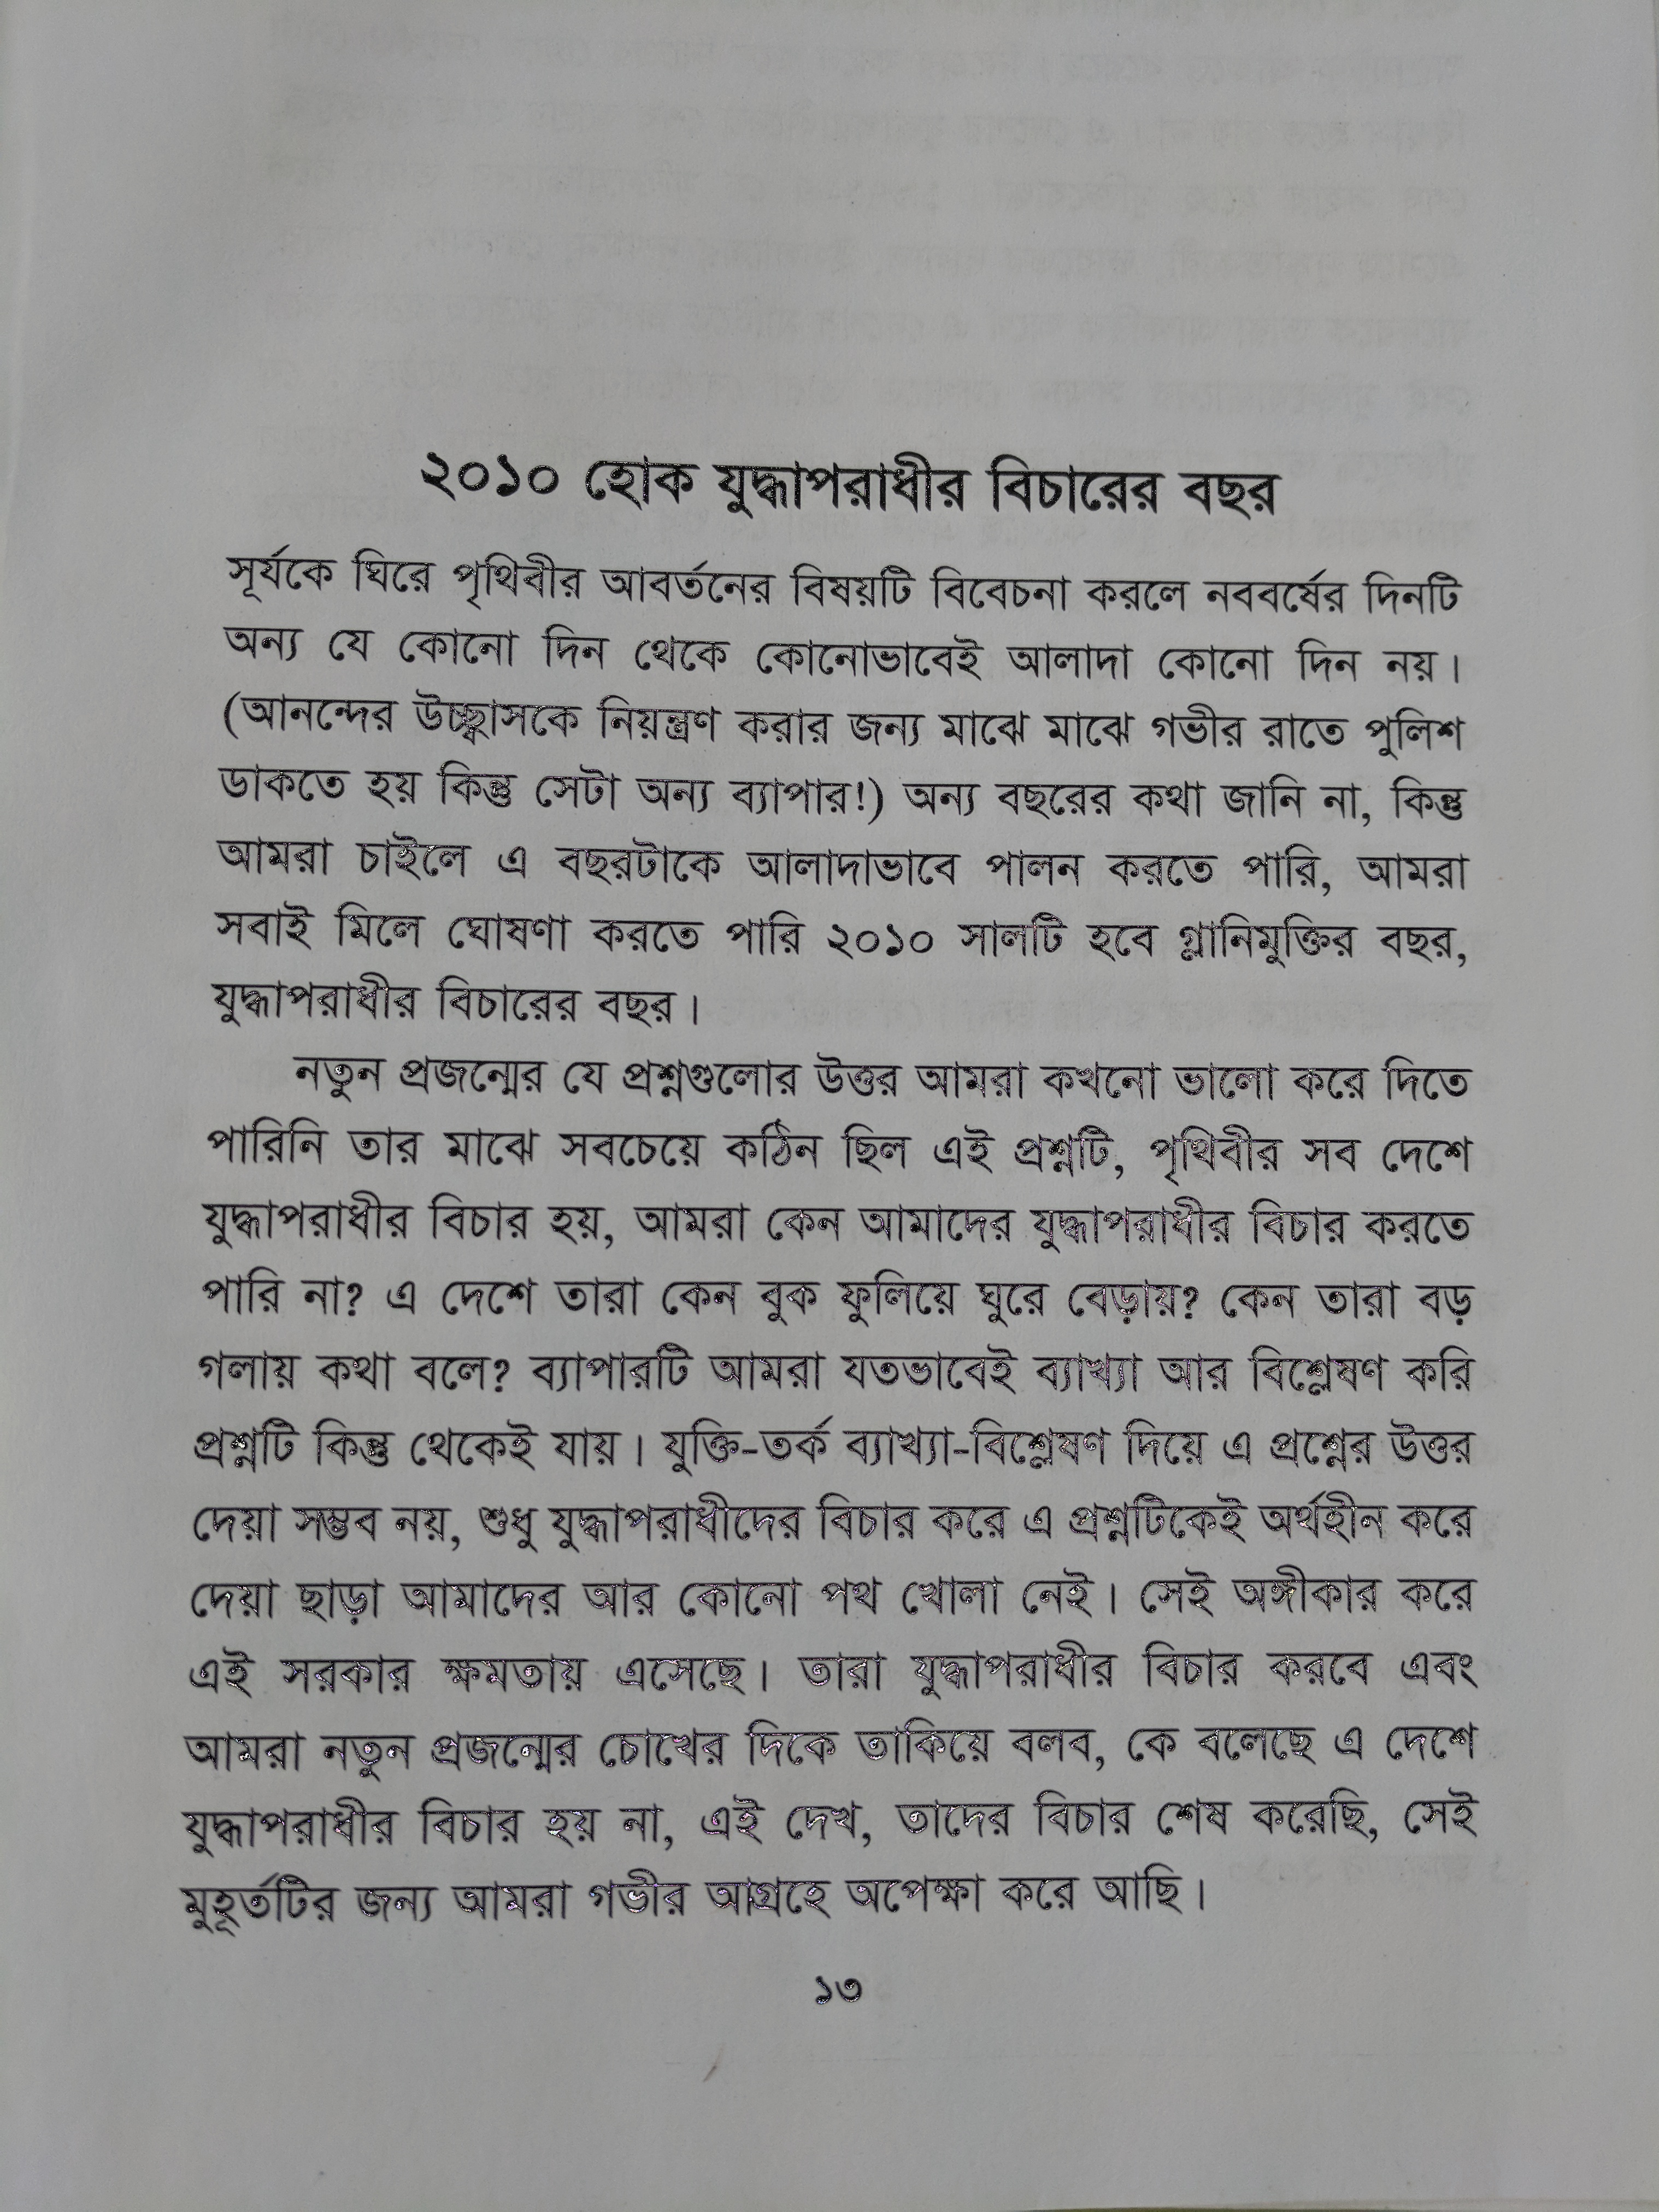 ২০১০ হোক যুদ্ধাপরাধীর বিচারের বছর
সূর্যকে ঘিরে পৃথিবীর আবর্তনের বিষয়টি বিবেচনা করলে নববর্ষের দিনটি
অন্য যে কোনো দিন থেকে কোনোভাবেই আলাদা কোনো দিন নয়।
(আনন্দের উচ্ছ্বাসকে নিয়ন্ত্রণ করার জন্য মাঝে মাঝে গভীর রাতে পুলিশ
ডাকতে হয় কিন্তু সেটা অন্য ব্যাপার!) অন্য বছরের কথা জানি না, কিন্তু
আমরা চাইলে এ বছরটাকে আলাদাভাবে পালন করতে পারি, আমরা
সবাই মিলে ঘোষণা করতে পারি ২০১০ সালটি হবে গ্লানিমুক্তির বছর,
যুদ্ধাপরাধীর বিচারের বছর।
নতুন প্রজন্মের যে প্রশ্নগুলোর উত্তর আমরা কখনো ভালো করে দিতে
পারিনি তার মাঝে সবচেয়ে কঠিন ছিল এই প্রশ্নটি, পৃথিবীর সব দেশে
যুদ্ধাপরাধীর বিচার হয়, আমরা কেন আমাদের যুদ্ধাপরাধীর বিচার করতে
পারি না? এ দেশে তারা কেন বুক ফুলিয়ে ঘুরে বেড়ায়? কেন তারা বড়
গলায় কথা বলে? ব্যাপারটি আমরা যতভাবেই ব্যাখ্যা আর বিশ্লেষণ করি
প্রশ্নটি কিন্তু থেকেই যায়। যুক্তি-তর্ক ব্যাখ্যা-বিশ্লেষণ দিয়ে এ প্রশ্নের উত্তর
দেয়া সম্ভব নয়, শুধু যুদ্ধাপরাধীদের বিচার করে এ প্রশ্নটিকেই অর্থহীন করে
দেয়া ছাড়া আমাদের আর কোনো পথ খোলা নেই। সেই অঙ্গীকার করে
এই সরকার ক্ষমতায় এসেছে। তারা যুদ্ধাপরাধীর বিচার করবে এবং
আমরা নতুন প্রজন্মের চোখের দিকে তাকিয়ে বলব, কে বলেছে এ দেশে
যুদ্ধাপরাধীর বিচার হয় না, এই দেখ, তাদের বিচার শেষ করেছি, সেই
মুহূর্তটির জন্য আমরা গভীর আগ্রহে অপেক্ষা করে আছি।
১৩